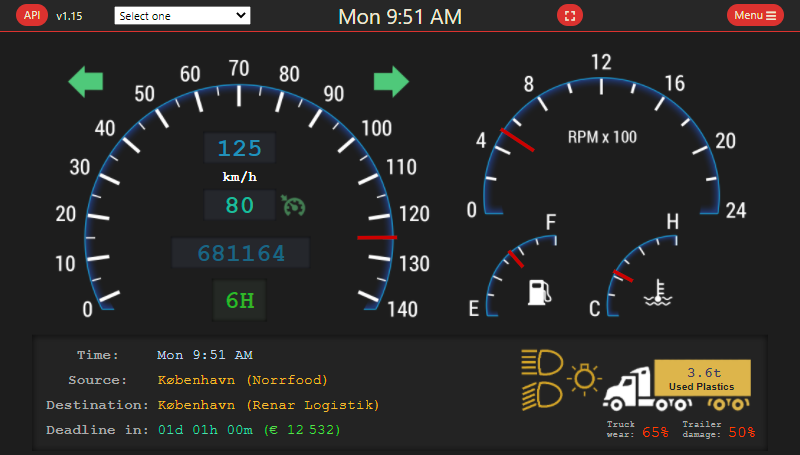 API v1.15 Select one Mon 9:51 AM Menu
0 10 20 30 40 50 60 70 80 90 100 110 120 130 140
125
km/h
80
681164
6H
0 4 8 12 16 20 24
RPM x 100
E F
C H
Time: Mon 9:51 AM
Source: København (Norrfood)
Destination: København (Renar Logistik)
Deadline in: 01d 01h 00m (€ 12 532)
3.6t
Used Plastics
Truck wear: 65% Trailer damage: 50%